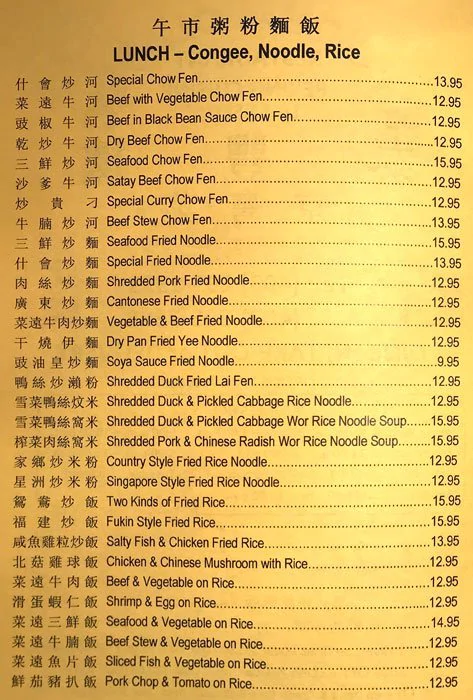 午市粥粉麵飯
LUNCH – Congee, Noodle, Rice
什會炒河 Special Chow Fen 13.95
菜遠牛河 Beef with Vegetable Chow Fen 12.95
豉椒牛河 Beef in Black Bean Sauce Chow Fen 12.95
乾炒牛河 Dry Beef Chow Fen 12.95
三鮮炒河 Seafood Chow Fen 15.95
沙爹牛河 Satay Beef Chow Fen 12.95
炒貴刁 Special Curry Chow Fen 12.95
牛腩炒河 Beef Stew Chow Fen 13.95
三鮮炒麵 Seafood Fried Noodle 15.95
什會炒麵 Special Fried Noodle 13.95
肉絲炒麵 Shredded Pork Fried Noodle 12.95
廣東炒麵 Cantonese Fried Noodle 12.95
菜遠牛肉炒麵 Vegetable & Beef Fried Noodle 12.95
干燒伊麵 Dry Pan Fried Yee Noodle 12.95
豉油皇炒麵 Soya Sauce Fried Noodle 9.95
鴨絲炒瀨粉 Shredded Duck Fried Lai Fen 12.95
雪菜鴨絲炆米 Shredded Duck & Pickled Cabbage Rice Noodle 12.95
雪菜鴨絲窩米 Shredded Duck & Pickled Cabbage Wor Rice Noodle Soup 15.95
榨菜肉絲窩米 Shredded Pork & Chinese Radish Wor Rice Noodle Soup 15.95
家鄉炒米粉 Country Style Fried Rice Noodle 12.95
星洲炒米粉 Singapore Style Fried Rice Noodle 12.95
鴛鴦炒飯 Two Kinds of Fried Rice 15.95
福建炒飯 Fukin Style Fried Rice 15.95
咸魚雞粒炒飯 Salty Fish & Chicken Fried Rice 13.95
北菇雞球飯 Chicken & Chinese Mushroom with Rice 12.95
菜遠牛肉飯 Beef & Vegetable on Rice 12.95
滑蛋蝦仁飯 Shrimp & Egg on Rice 12.95
菜遠三鮮飯 Seafood & Vegetable on Rice 14.95
菜遠牛腩飯 Beef Stew & Vegetable on Rice 12.95
菜遠魚片飯 Sliced Fish & Vegetable on Rice 12.95
鮮茄豬扒飯 Pork Chop & Tomato on Rice 12.95